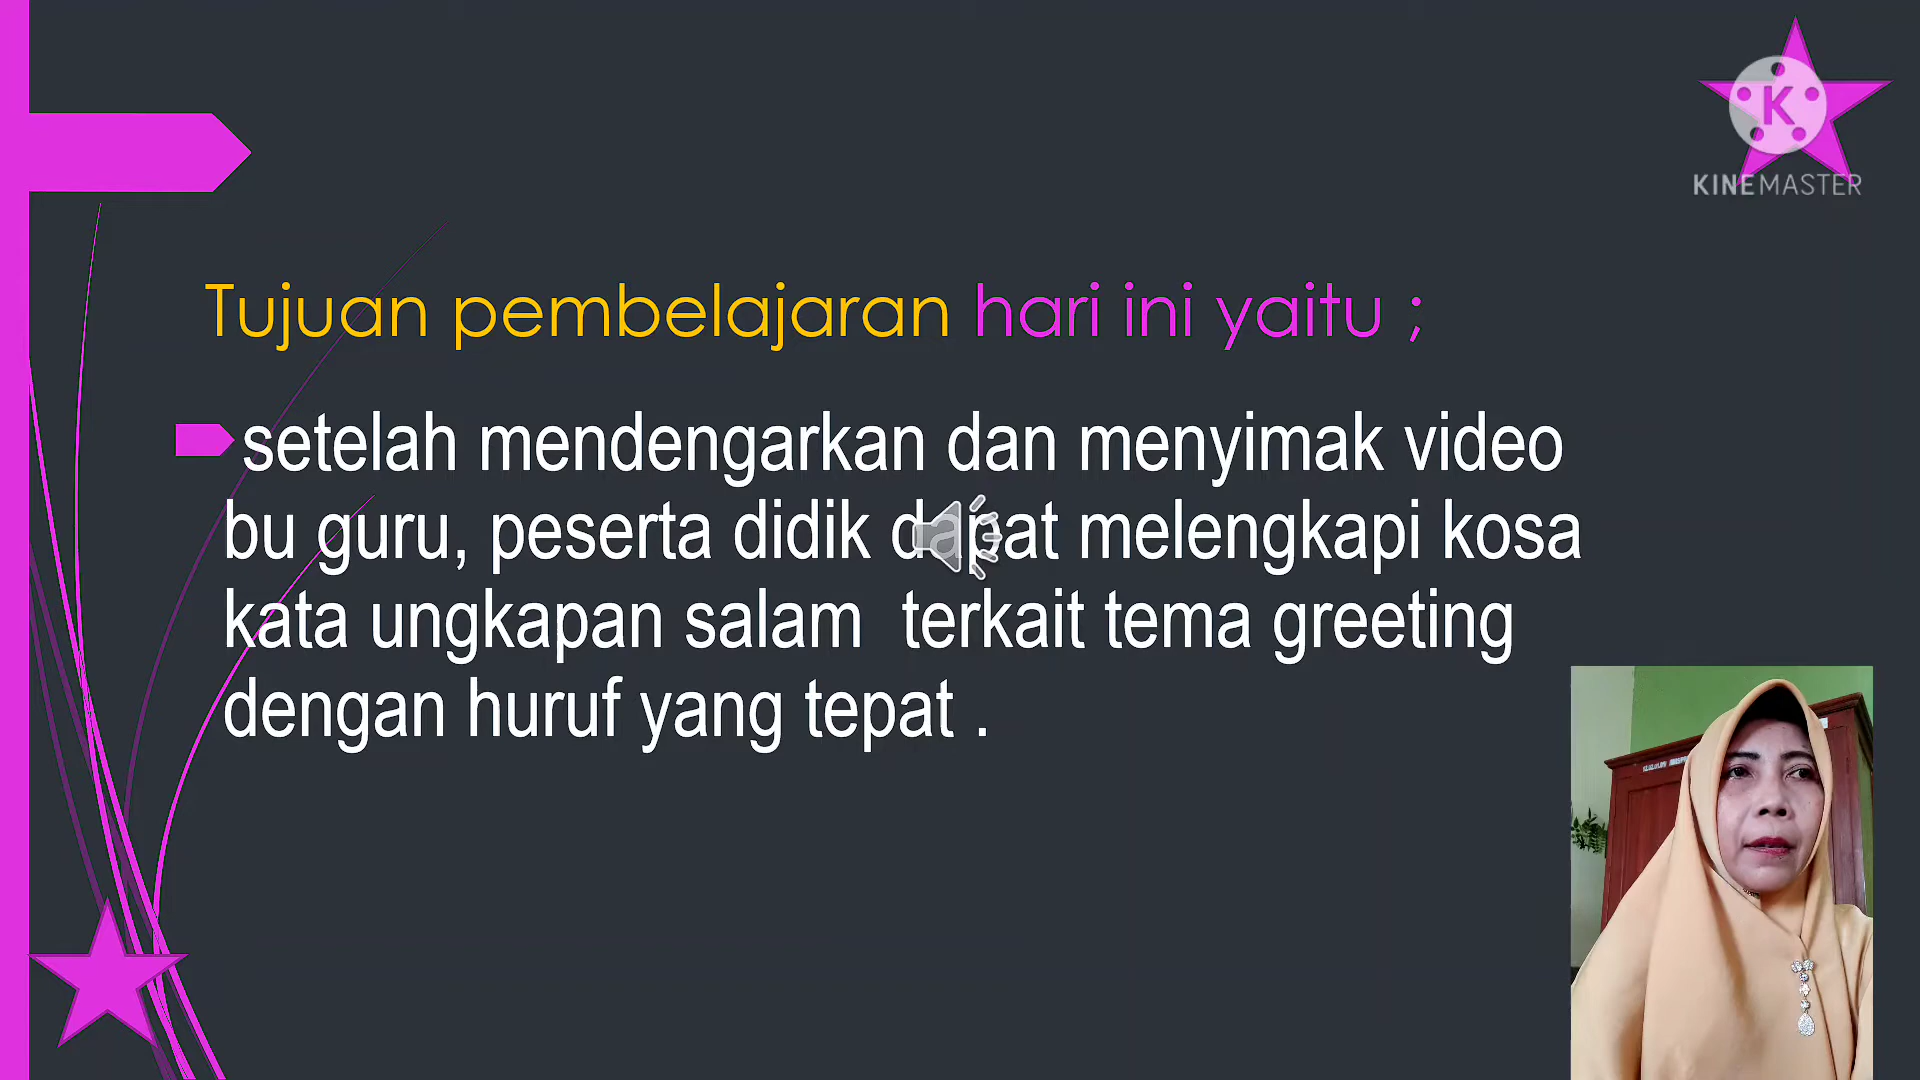 KINEMASTER
Tujuan pembelajaran hari ini yaitu ;
setelah mendengarkan dan menyimak video
bu guru, peserta didik dapat melengkapi kosa
kata ungkapan salam terkait tema greeting
dengan huruf yang tepat .